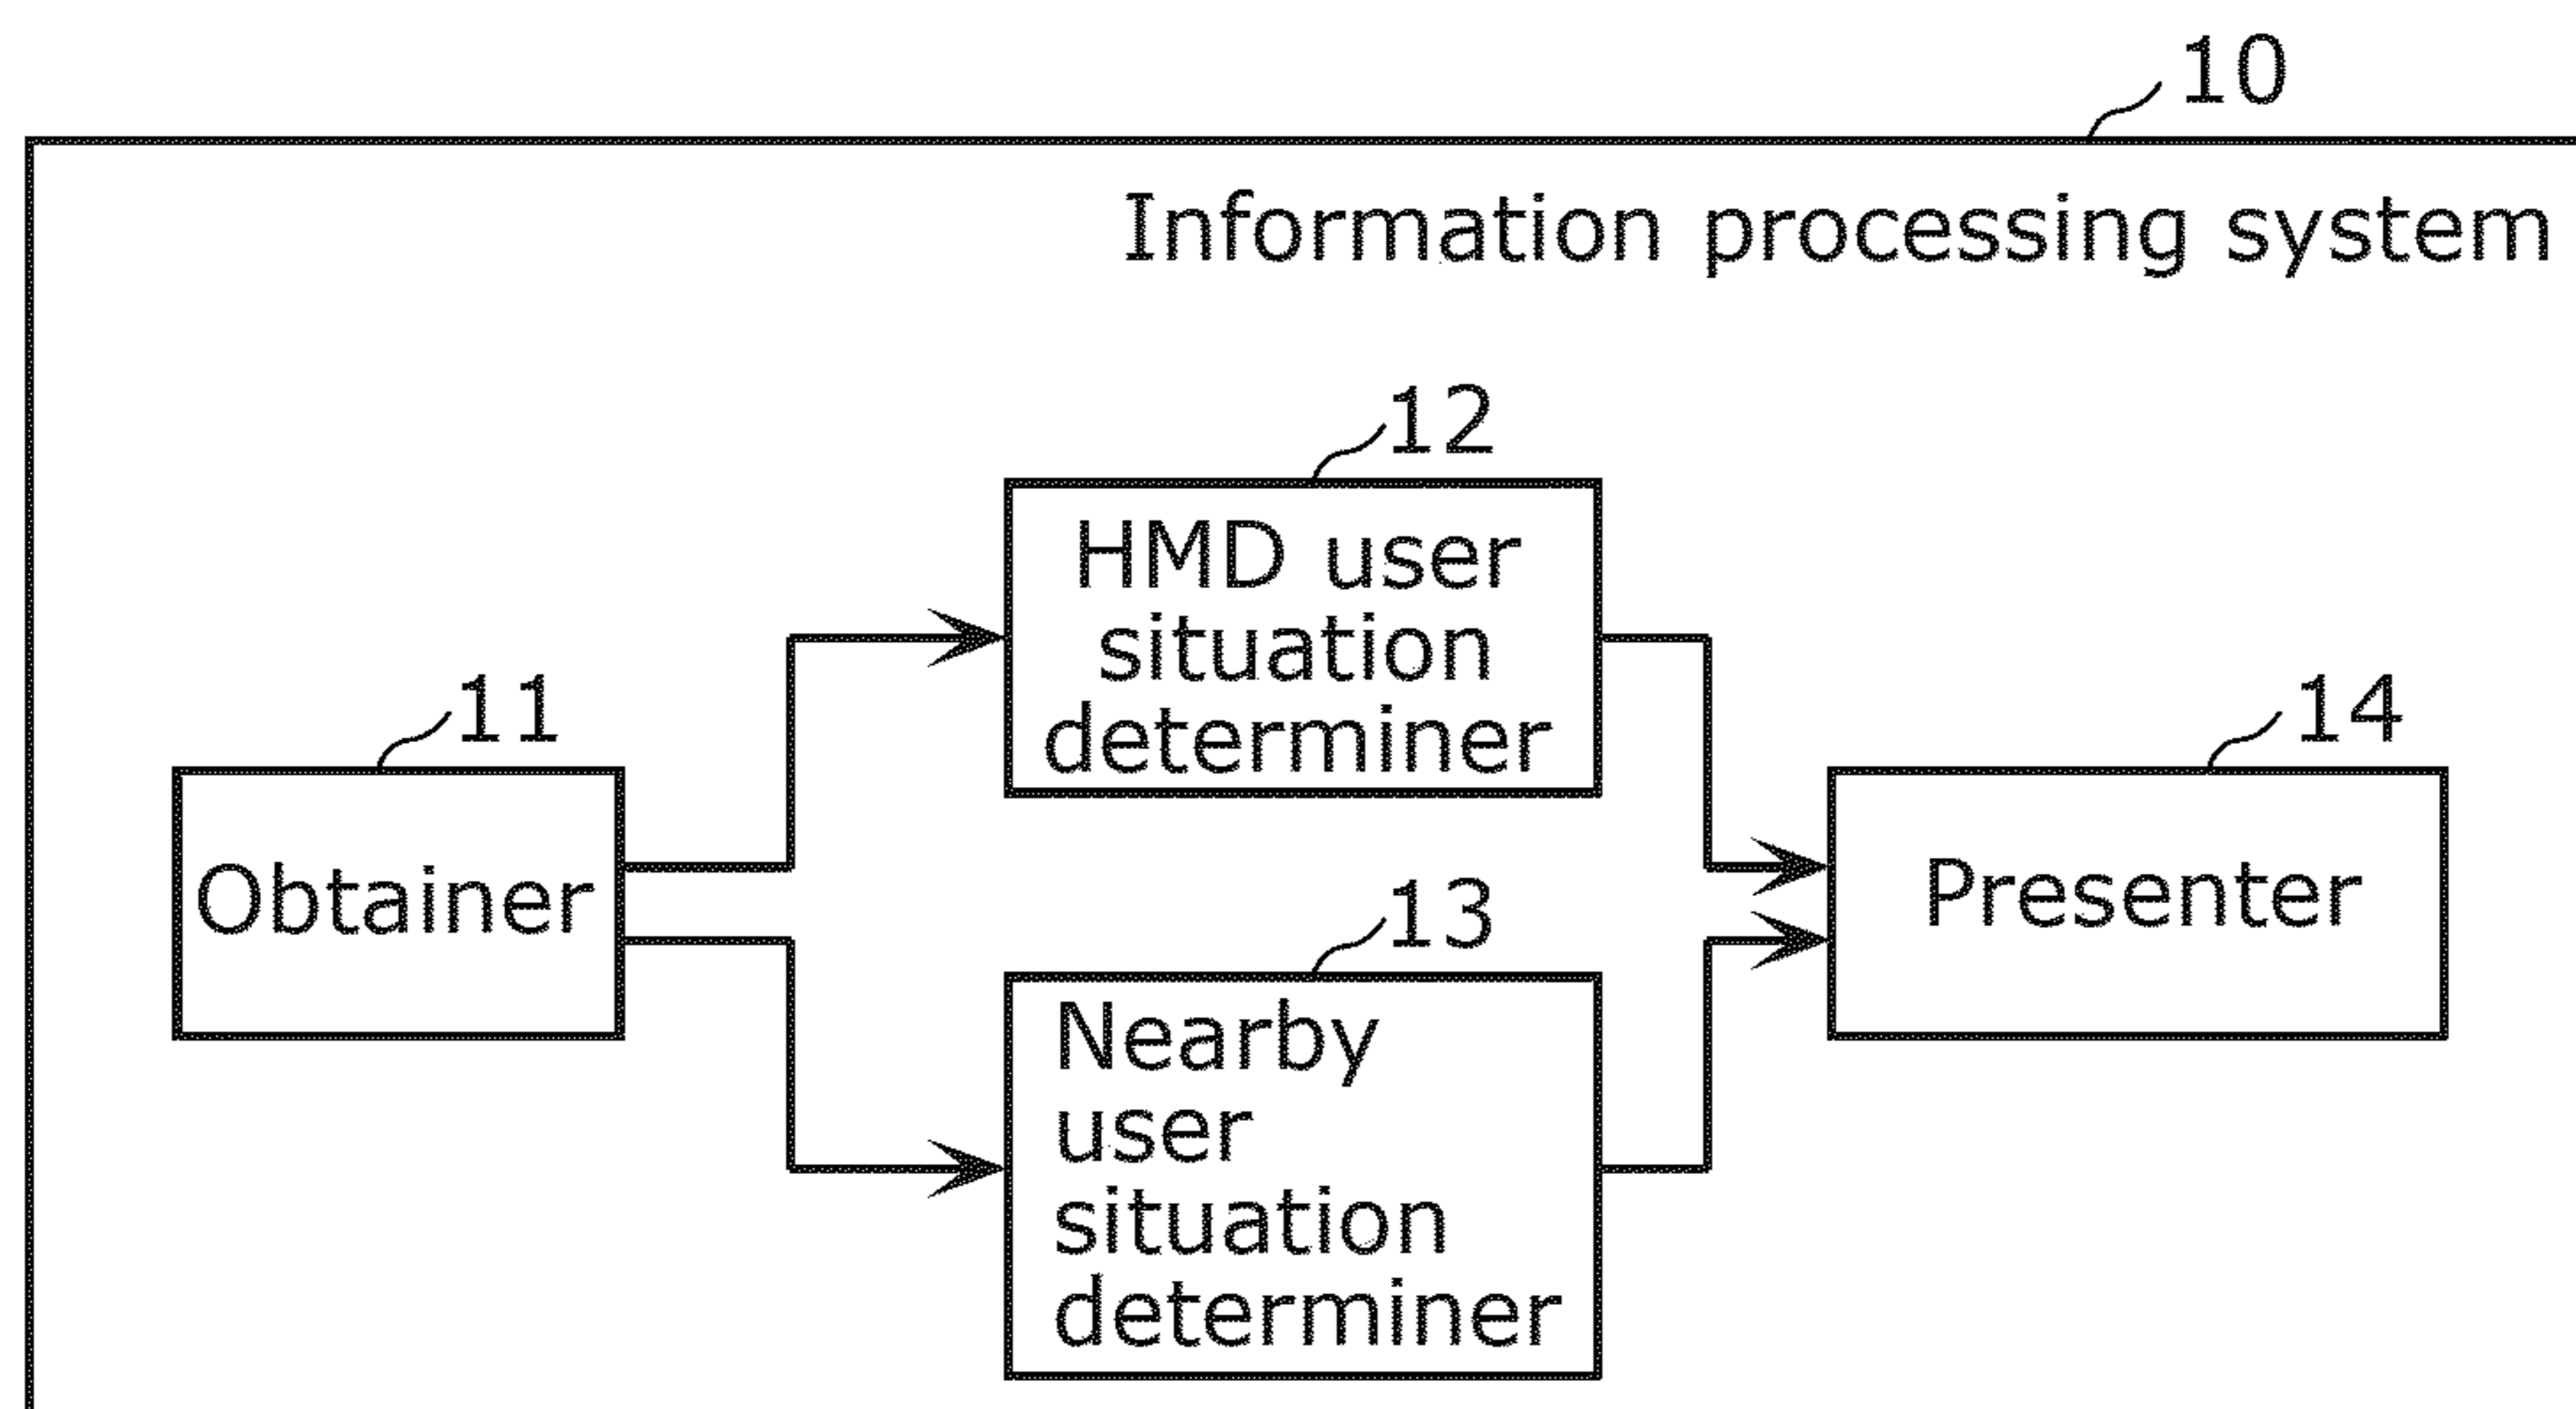 10
Information processing system
12
HMD user
situation
determiner
11
Obtainer
14
Presenter
13
Nearby
user
situation
determiner